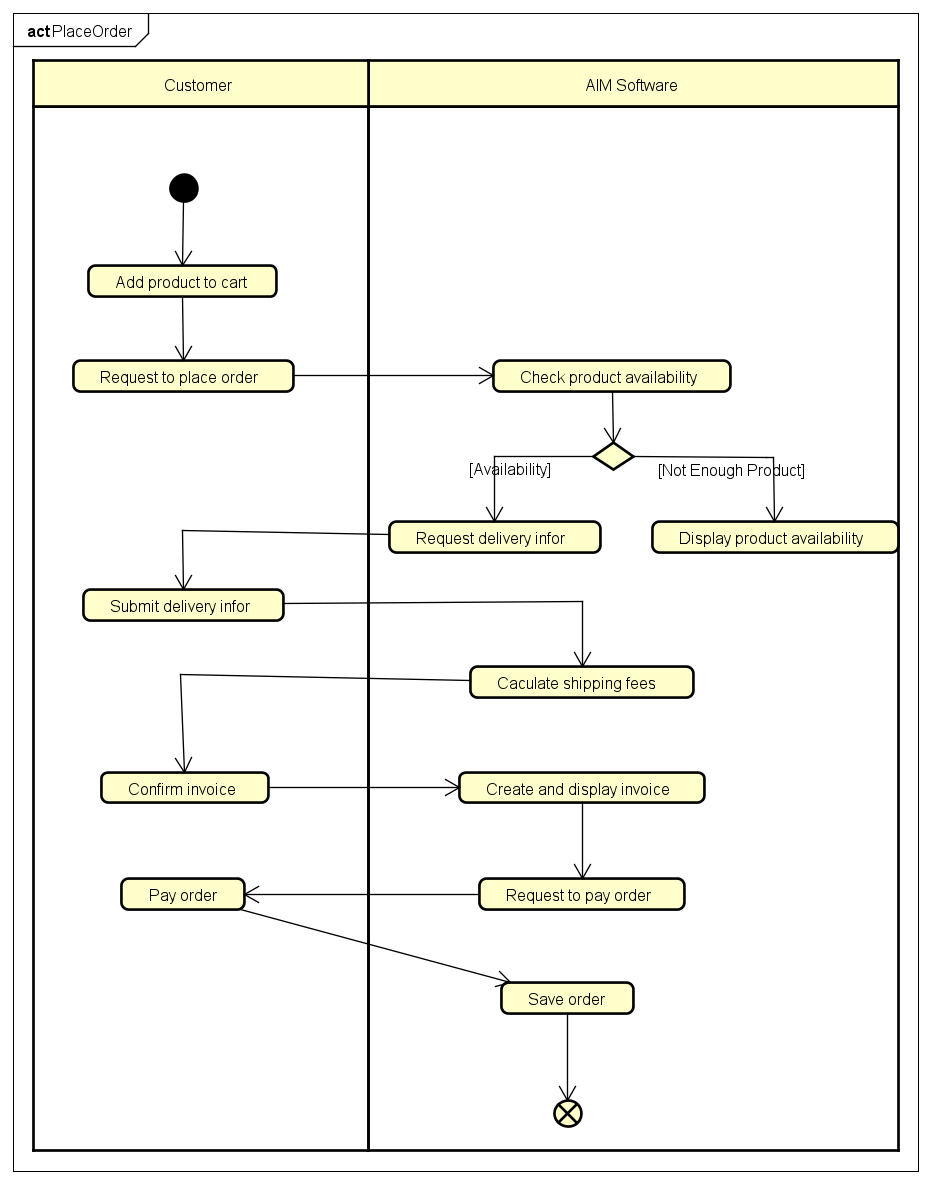 act PlaceOrder
Customer
AIM Software
Add product to cart
Request to place order
Check product availability
[Availability]
[Not Enough Product]
Request delivery infor
Display product availability
Submit delivery infor
Caculate shipping fees
Confirm invoice
Create and display invoice
Pay order
Request to pay order
Save order